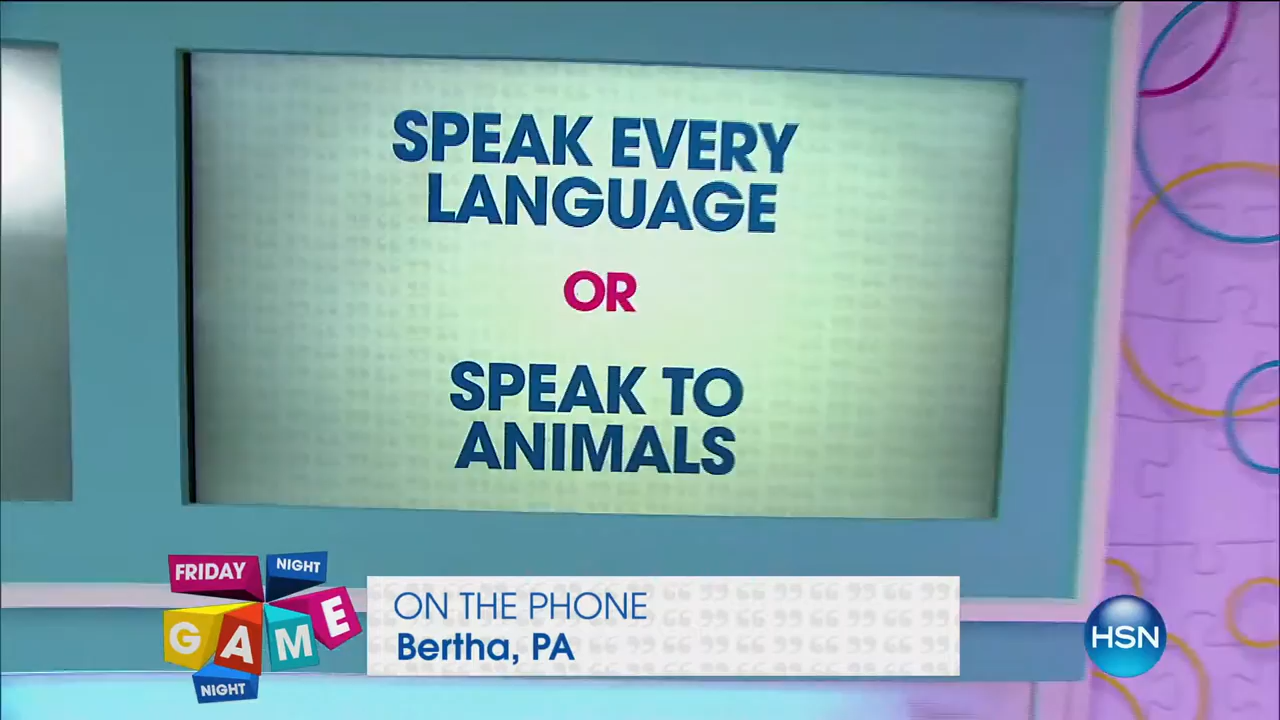 SPEAK EVERY
LANGUAGE
OR
SPEAK TO
ANIMALS
FRIDAY
NIGHT
GAME
NIGHT
ON THE PHONE
Bertha, PA
HSN